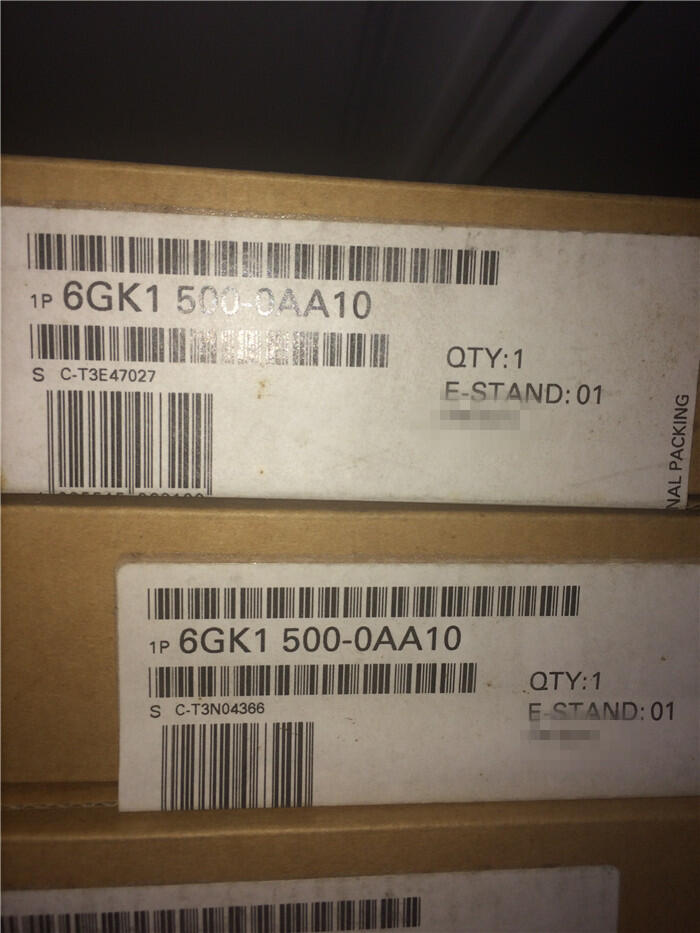 1P 6GK1 500-0AA10
S C-T3E47027
QTY:1
E-STAND: 01
NAL PACKING
1P 6GK1 500-0AA10
S C-T3N04366
QTY:1
E-STAND: 01